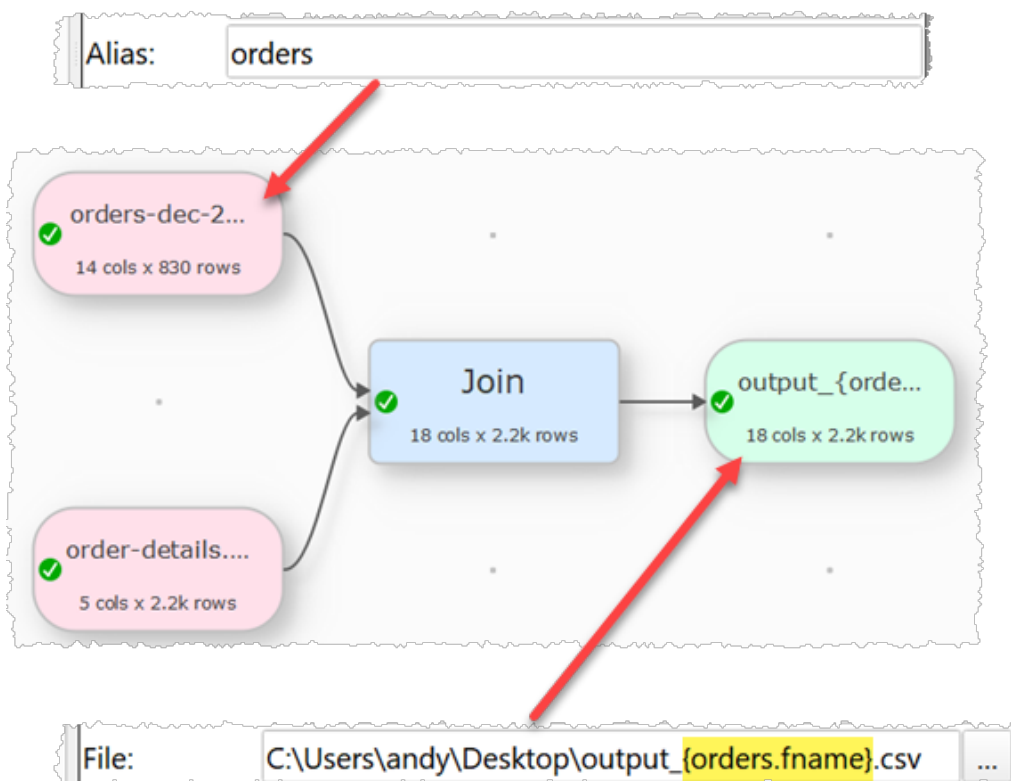 Alias: orders
orders-dec-2...
14 cols x 830 rows
Join
18 cols x 2.2k rows
output_{orde...
18 cols x 2.2k rows
order-details....
5 cols x 2.2k rows
File: C:\Users\andy\Desktop\output_{orders.fname}.csv ...